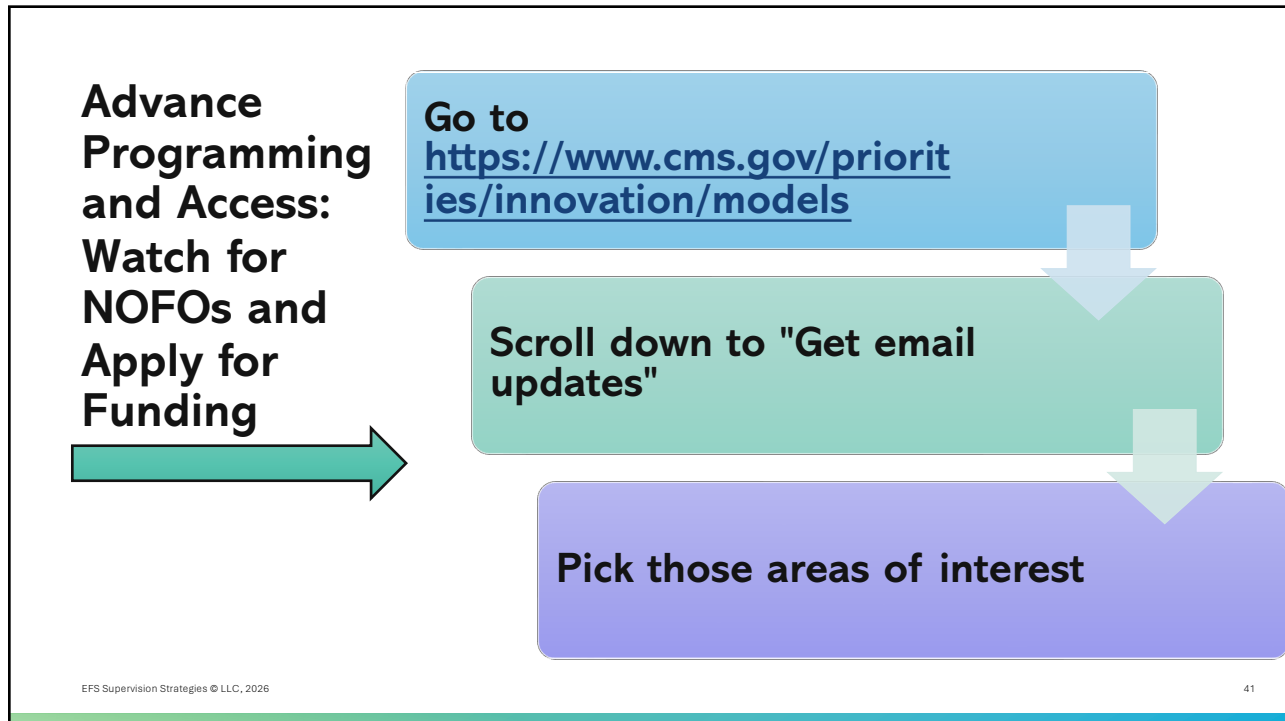 Advance
Programming
and Access:
Watch for
NOFOs and
Apply for
Funding
Go to
https://www.cms.gov/priorit
ies/innovation/models
Scroll down to "Get email
updates"
Pick those areas of interest
EFS Supervision Strategies © LLC, 2026
41